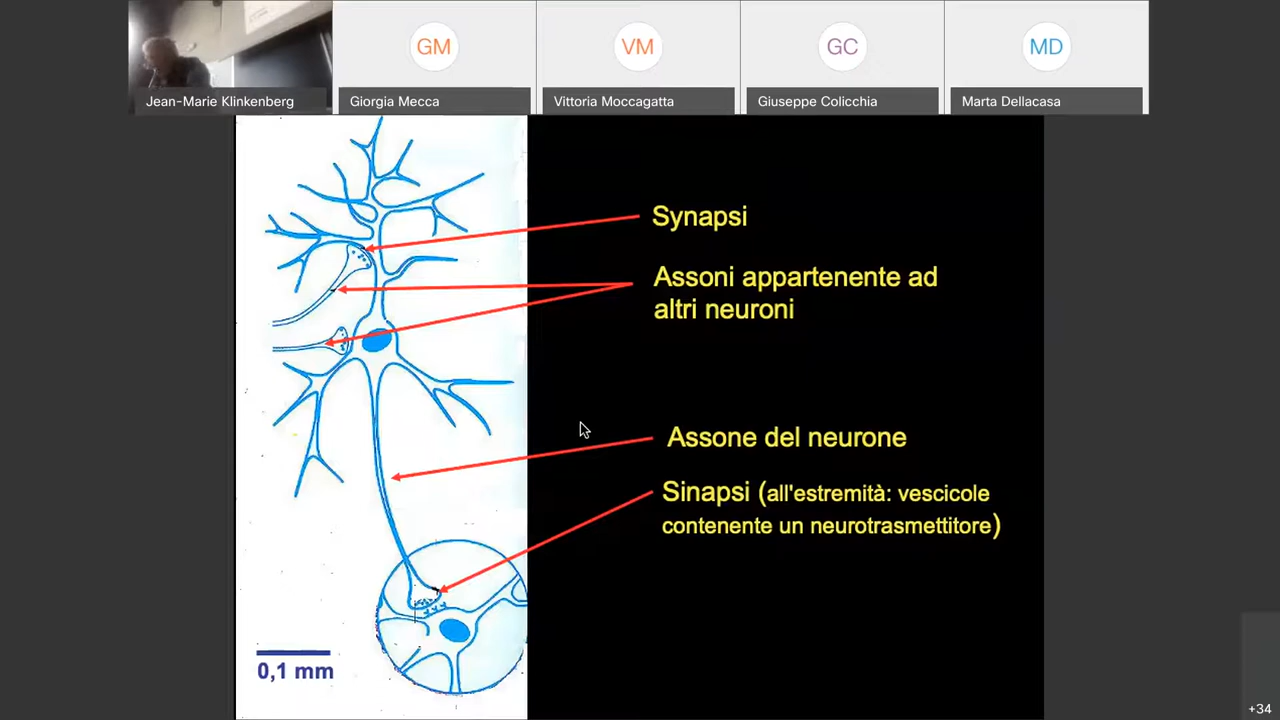 GM
VM
GC
MD
Jean-Marie Klinkenberg
Giorgia Mecca
Vittoria Moccagatta
Giuseppe Colicchia
Marta Dellacasa
Synapsi
Assoni appartenente ad
altri neuroni
Assone del neurone
Sinapsi (all'estremità: vescicole
contenente un neurotrasmettitore)
0,1 mm
+34